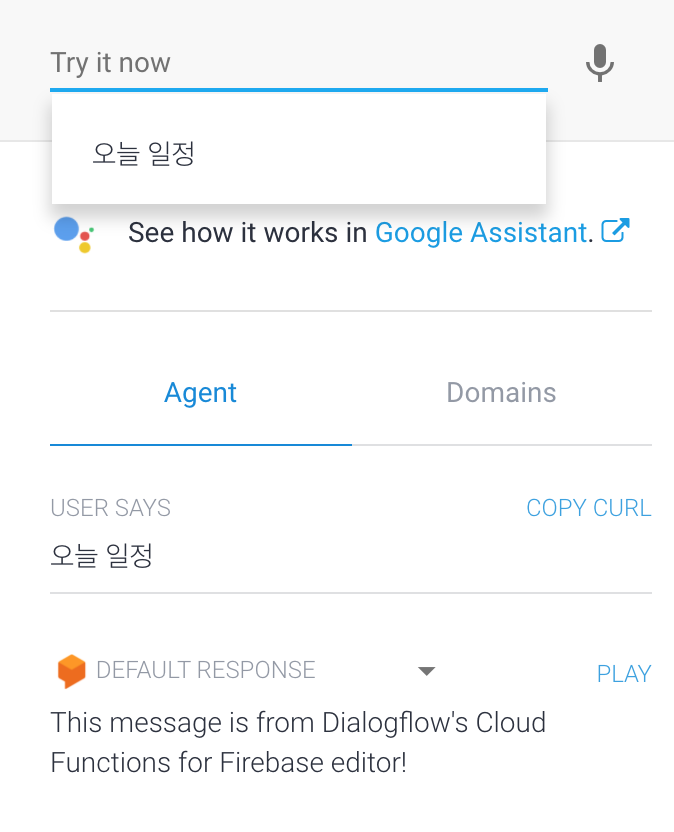 Try it now
오늘 일정
See how it works in Google Assistant.
Agent
Domains
USER SAYS
COPY CURL
오늘 일정
DEFAULT RESPONSE
PLAY
This message is from Dialogflow's Cloud
Functions for Firebase editor!